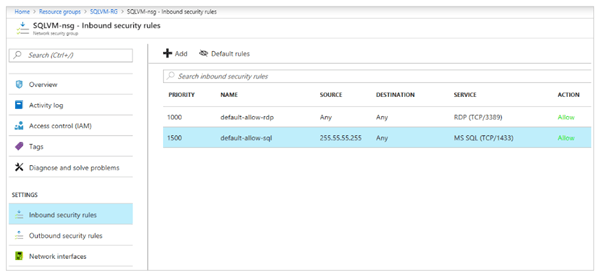 Home > Resource groups > SQLVM-RG > SQLVM-nsg - Inbound security rules
SQLVM-nsg - Inbound security rules
Network security group
Search (Ctrl+/)
Overview
Activity log
Access control (IAM)
Tags
Diagnose and solve problems
SETTINGS
Inbound security rules
Outbound security rules
Network interfaces
Add Default rules
Search inbound security rules
PRIORITY NAME SOURCE DESTINATION SERVICE ACTION
1000 default-allow-rdp Any Any RDP (TCP/3389) Allow
1500 default-allow-sql 255.55.55.255 Any MS SQL (TCP/1433) Allow